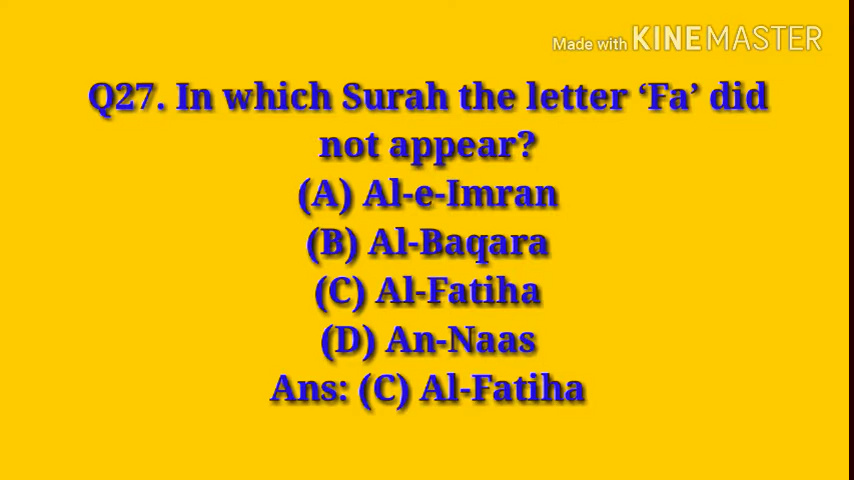 Made with KINEMASTER
Q27. In which Surah the letter ‘Fa’ did
not appear?
(A) Al-e-Imran
(B) Al-Baqara
(C) Al-Fatiha
(D) An-Naas
Ans: (C) Al-Fatiha